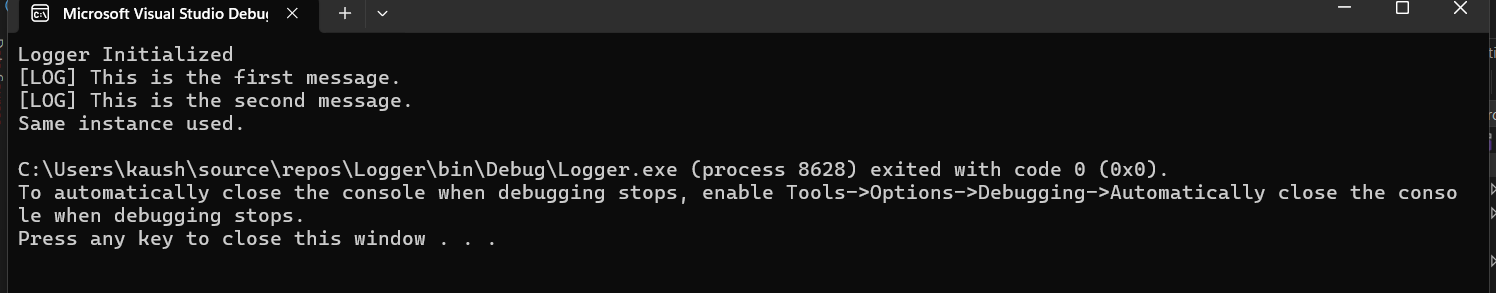 Microsoft Visual Studio Debu
Logger Initialized
[LOG] This is the first message.
[LOG] This is the second message.
Same instance used.
C:\Users\kaush\source\repos\Logger\bin\Debug\Logger.exe (process 8628) exited with code 0 (0x0).
To automatically close the console when debugging stops, enable Tools->Options->Debugging->Automatically close the conso
le when debugging stops.
Press any key to close this window . . .